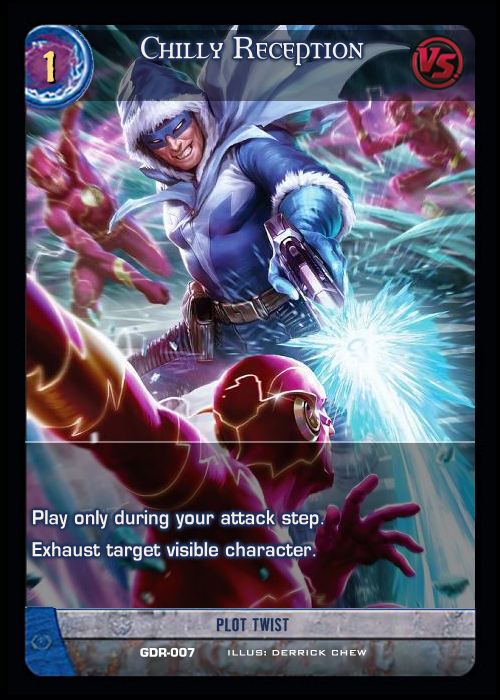 1
Chilly Reception
VS
Play only during your attack step.
Exhaust target visible character.
PLOT TWIST
GDR-007 ILLUS: DERRICK CHEW